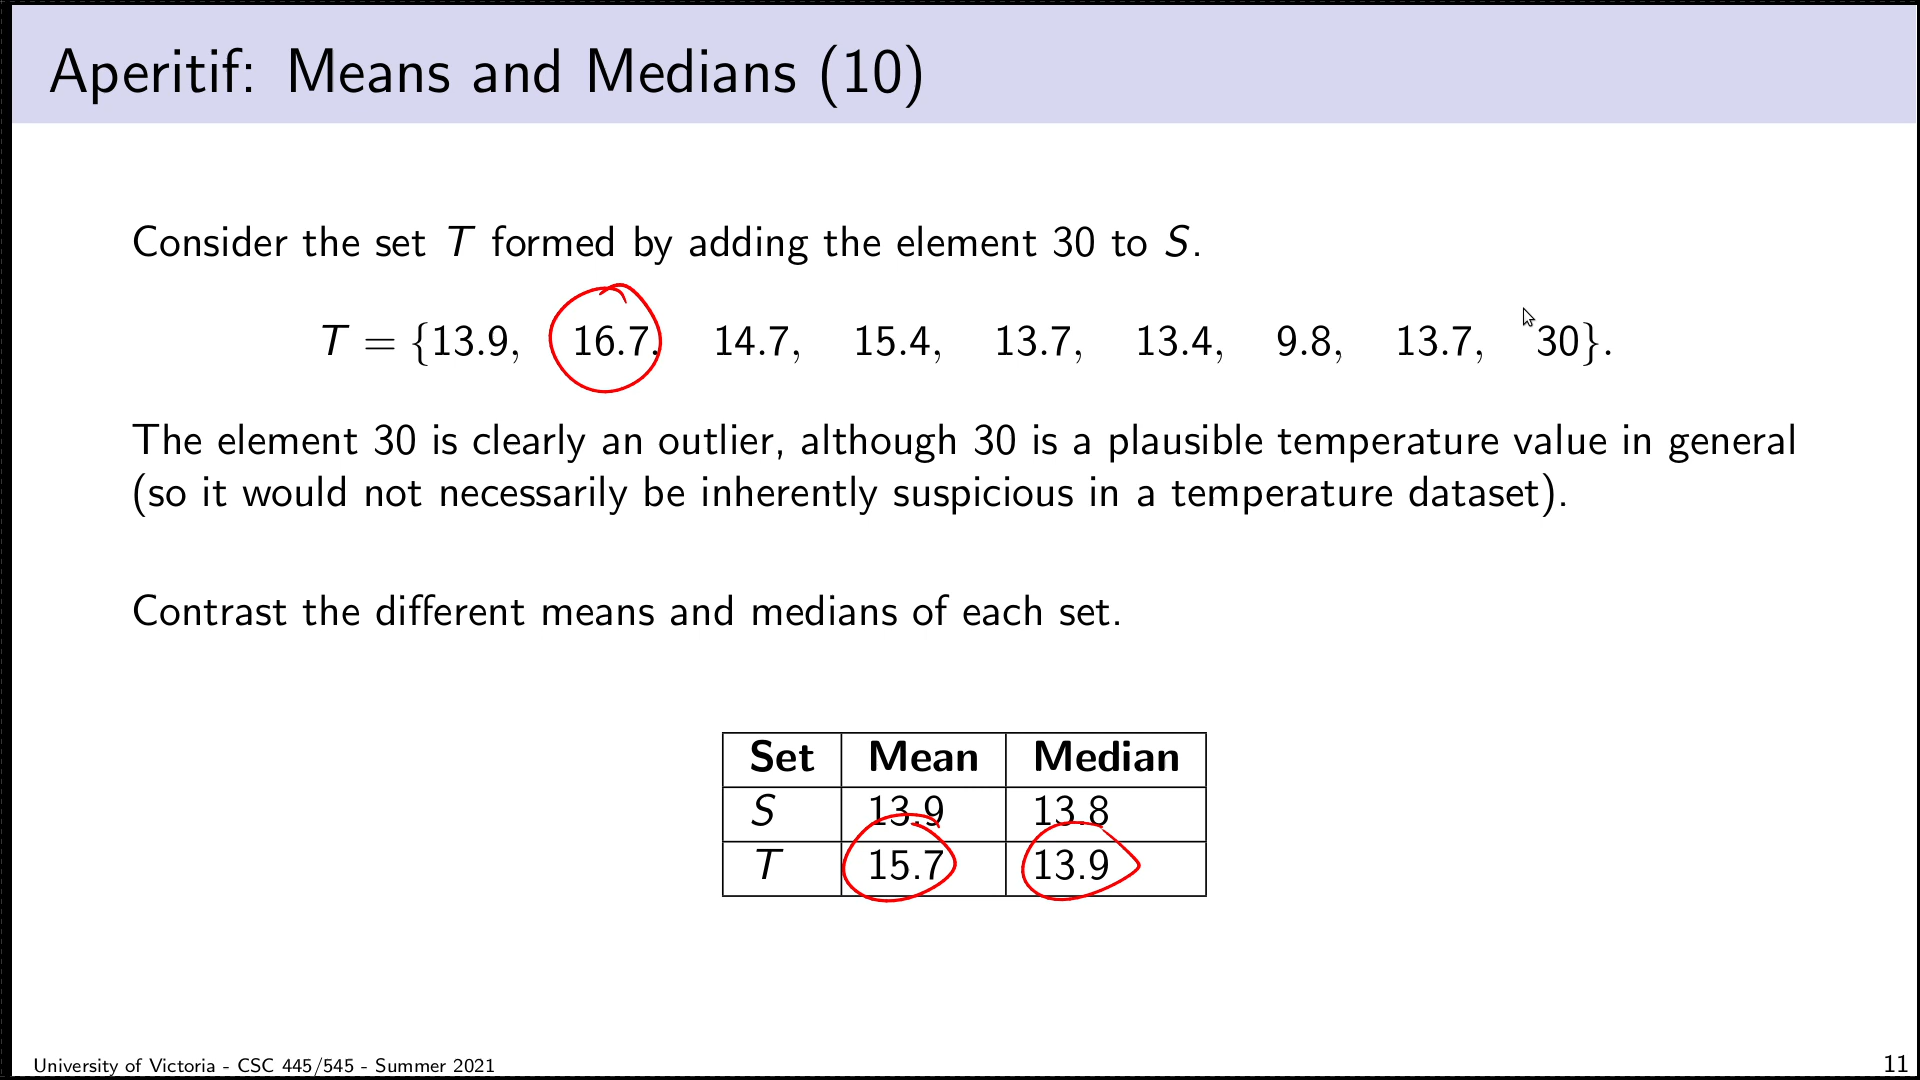 Aperitif: Means and Medians (10)
Consider the set T formed by adding the element 30 to S.
T = {13.9, 16.7, 14.7, 15.4, 13.7, 13.4, 9.8, 13.7, 30}.
The element 30 is clearly an outlier, although 30 is a plausible temperature value in general
(so it would not necessarily be inherently suspicious in a temperature dataset).
Contrast the different means and medians of each set.
Set Mean Median
S 13.9 13.8
T 15.7 13.9
University of Victoria - CSC 445/545 - Summer 2021
11